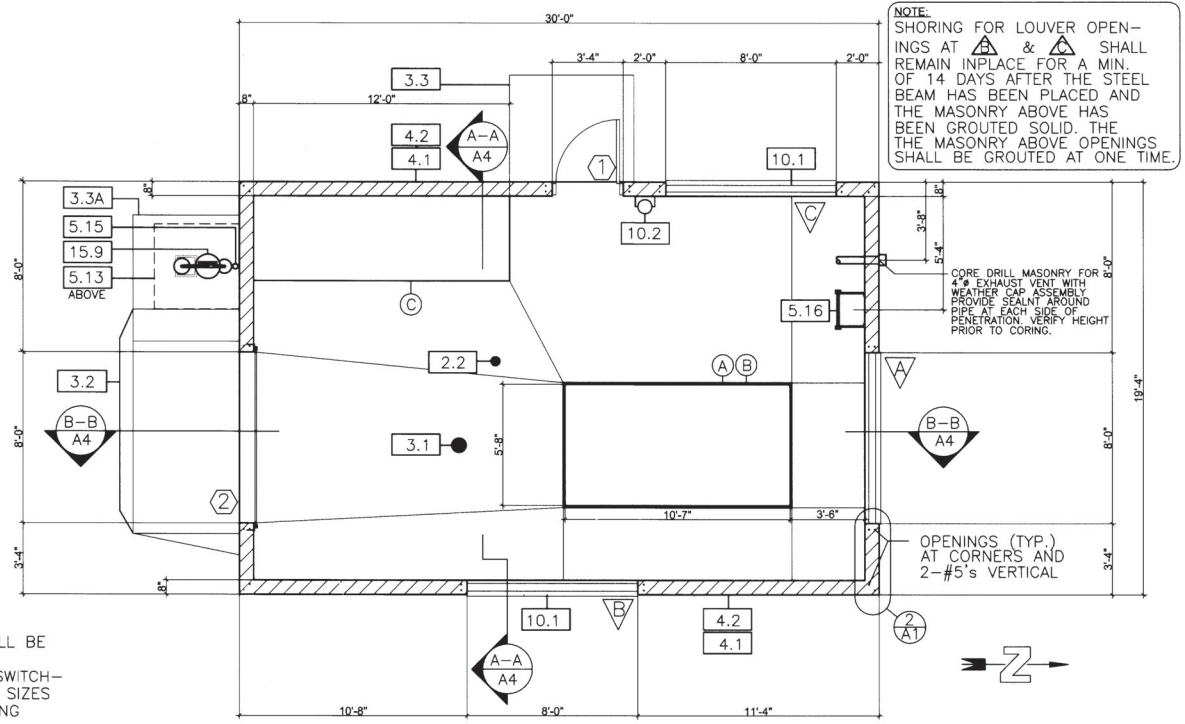 30'-0"
NOTE:
SHORING FOR LOUVER OPEN-
INGS AT B & C SHALL
REMAIN INPLACE FOR A MIN.
OF 14 DAYS AFTER THE STEEL
BEAM HAS BEEN PLACED AND
THE MASONRY ABOVE HAS
BEEN GROUTED SOLID. THE
THE MASONRY ABOVE OPENINGS
SHALL BE GROUTED AT ONE TIME.
3'-4" 2'-0" 8'-0" 2'-0"
3.3
8" 12'-0"
4.2
4.1
A-A
A4
1
10.1
8"
8"
3.3A
5.15
15.9
5.13
ABOVE
10.2
C
3'-8"
5'-4"
8'-0"
8'-0"
CORE DRILL MASONRY FOR
4"ø EXHAUST VENT WITH
WEATHER CAP ASSEMBLY
PROVIDE SEALNT AROUND
PIPE AT EACH SIDE OF
PENETRATION. VERIFY HEIGHT
PRIOR TO CORING.
C
5.16
2.2
A B
A
3.2
19'-4"
B-B
A4
8'-0"
3.1
5'-8"
B-B
A4
8'-0"
2
10'-7" 3'-6"
OPENINGS (TYP.)
AT CORNERS AND
2-#5's VERTICAL
3'-4"
3'-4"
8"
10.1
B
4.2
4.1
2
A1
LL BE
SWITCH-
SIZES
NG
A-A
A4
Z
10'-8" 8'-0" 11'-4"